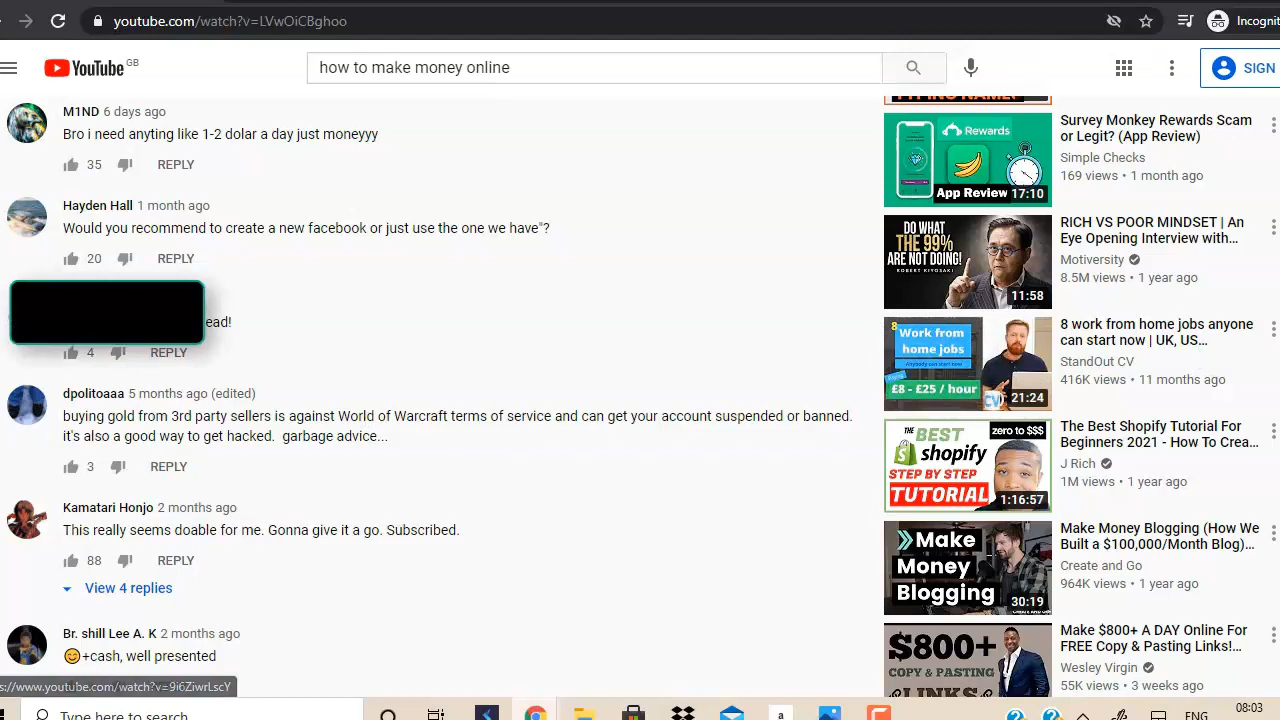 youtube.com/watch?v=LVwOiCBghoo
Incognit
YouTube GB
how to make money online
SIGN
M1ND 6 days ago
Bro i need anyting like 1-2 dolar a day just moneyyy
35 REPLY
Hayden Hall 1 month ago
Would you recommend to create a new facebook or just use the one we have"?
20 REPLY
ead!
4 REPLY
dpolitoaaa 5 months ago (edited)
buying gold from 3rd party sellers is against World of Warcraft terms of service and can get your account suspended or banned.
it's also a good way to get hacked. garbage advice...
3 REPLY
Kamatari Honjo 2 months ago
This really seems doable for me. Gonna give it a go. Subscribed.
88 REPLY
View 4 replies
Br. shill Lee A. K 2 months ago
+cash, well presented
s://www.youtube.com/watch?v=9i6ZiwrLscY
Rewards
App Review 17:10
Survey Monkey Rewards Scam
or Legit? (App Review)
Simple Checks
169 views • 1 month ago
DO WHAT
THE 99%
ARE NOT DOING!
ROBERT KIYOSAKI
11:58
RICH VS POOR MINDSET | An
Eye Opening Interview with...
Motiversity
8.5M views • 1 year ago
8
Work from
home jobs
Anybody can start now
£8 - £25 / hour
CV
21:24
8 work from home jobs anyone
can start now | UK, US...
StandOut CV
416K views • 11 months ago
THE BEST
zero to $$$
shopify
STEP BY STEP
TUTORIAL
1:16:57
The Best Shopify Tutorial For
Beginners 2021 - How To Crea...
J Rich
1M views • 1 year ago
Make
Money
Blogging
30:19
Make Money Blogging (How We
Built a $100,000/Month Blog)...
Create and Go
964K views • 1 year ago
$800+
COPY & PASTING
LINKS
Make $800+ A DAY Online For
FREE Copy & Pasting Links!...
Wesley Virgin
55K views • 3 weeks ago
Type here to search
a
ENG
08:03